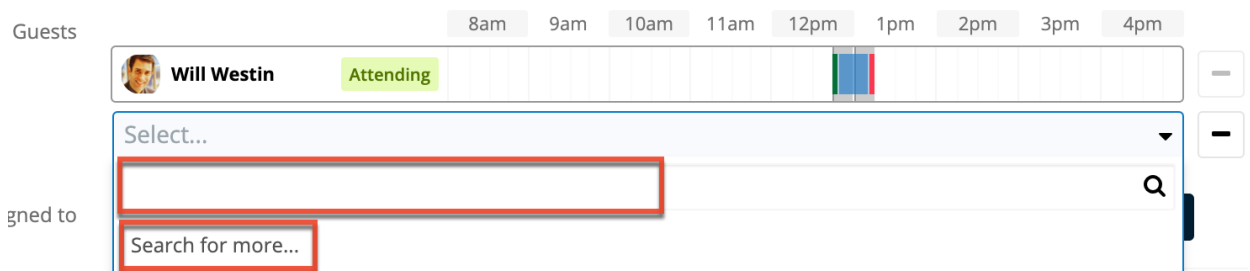 Guests
8am 9am 10am 11am 12pm 1pm 2pm 3pm 4pm
Will Westin Attending
Select...
gned to
Search for more...